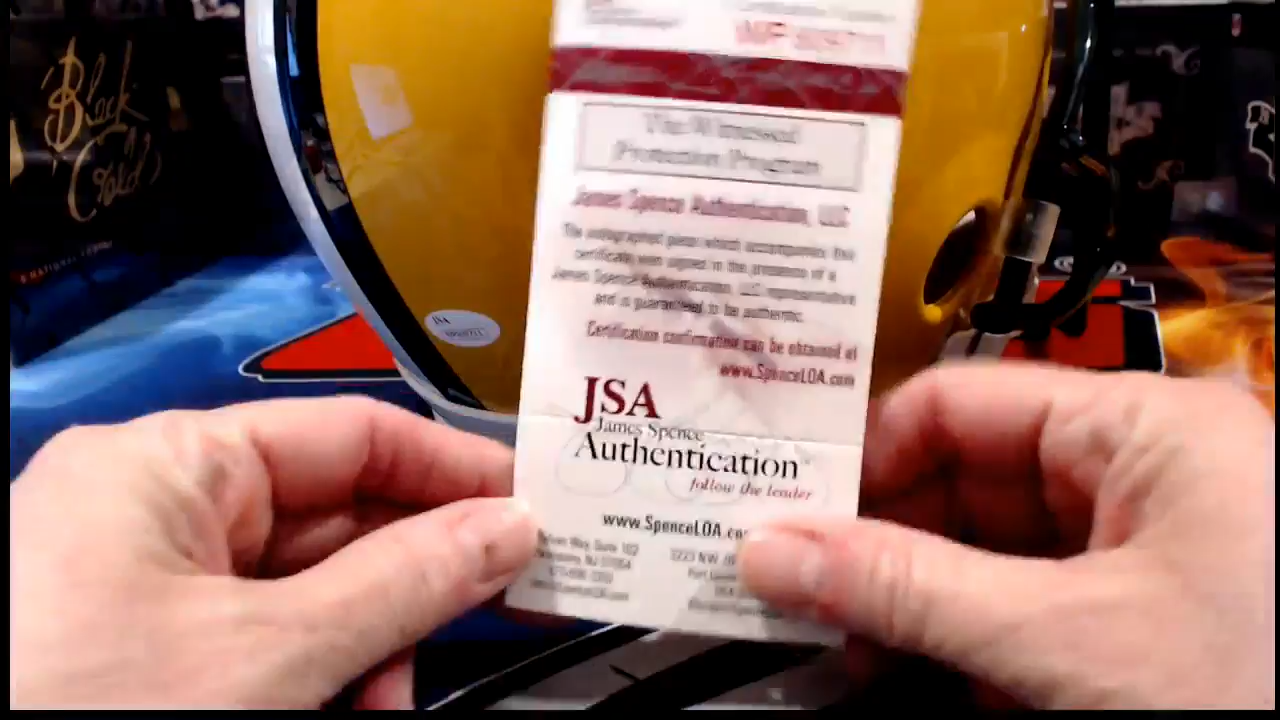 Black
Gold
The Witnessed
Protection Program
James Spence Authentication, LLC
The autographed piece which accompanies this
certificate was signed in the presence of a
James Spence Authentication, LLC representative
and is guaranteed to be authentic.
Certification confirmation can be obtained at
www.SpenceLOA.com
JSA
James Spence
Authentication
follow the leader
www.SpenceLOA.co
JSA